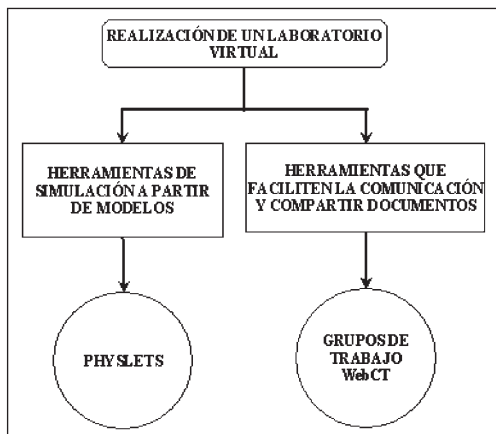 REALIZACIÓN DE UN LABORATORIO
VIRTUAL
HERRAMIENTAS DE
SIMULACIÓN A PARTIR
DE MODELOS
HERRAMIENTAS QUE
FACILITEN LA COMUNICACIÓN
Y COMPARTIR DOCUMENTOS
PHYSLETS
GRUPOS DE
TRABAJO
WebCT